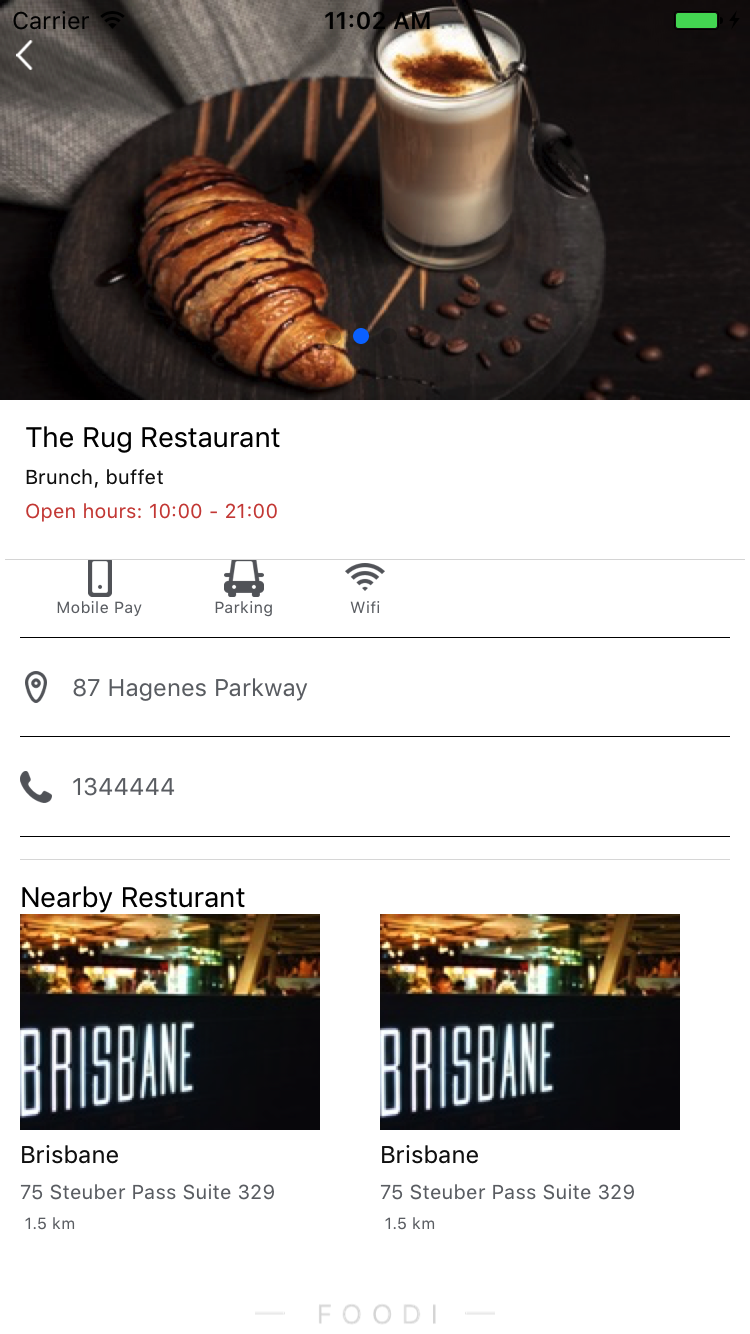 Carrier 11:02 AM
The Rug Restaurant
Brunch, buffet
Open hours: 10:00 - 21:00
Mobile Pay Parking Wifi
87 Hagenes Parkway
1344444
Nearby Resturant
BRISBANE BRISBANE
Brisbane Brisbane
75 Steuber Pass Suite 329 75 Steuber Pass Suite 329
1.5 km 1.5 km
— FOODI —